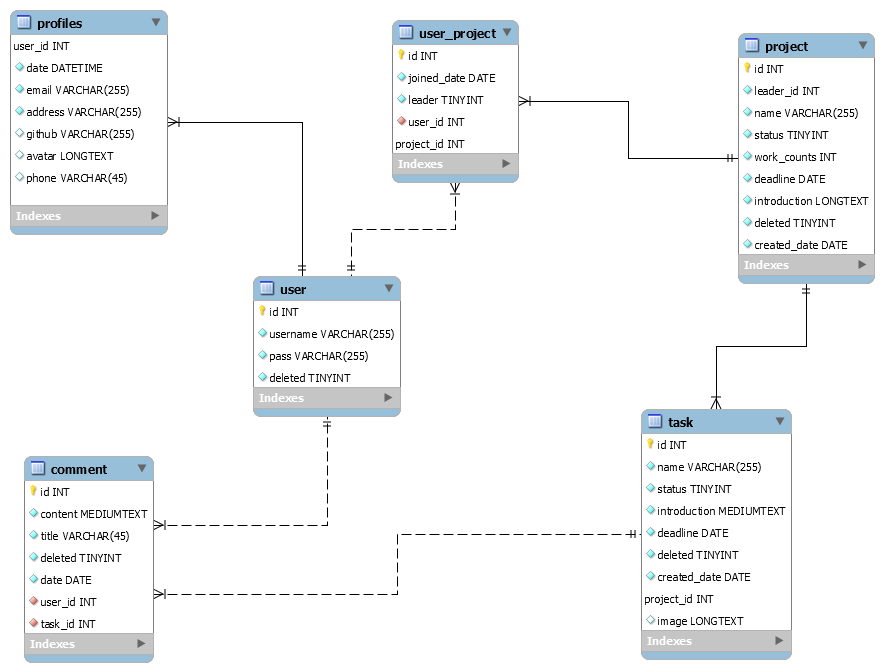 profiles
user_id INT
date DATETIME
email VARCHAR(255)
address VARCHAR(255)
github VARCHAR(255)
avatar LONGTEXT
phone VARCHAR(45)
Indexes
user_project
id INT
joined_date DATE
leader TINYINT
user_id INT
project_id INT
Indexes
project
id INT
leader_id INT
name VARCHAR(255)
status TINYINT
work_counts INT
deadline DATE
introduction LONGTEXT
deleted TINYINT
created_date DATE
Indexes
user
id INT
username VARCHAR(255)
pass VARCHAR(255)
deleted TINYINT
Indexes
comment
id INT
content MEDIUMTEXT
title VARCHAR(45)
deleted TINYINT
date DATE
user_id INT
task_id INT
Indexes
task
id INT
name VARCHAR(255)
status TINYINT
introduction MEDIUMTEXT
deadline DATE
deleted TINYINT
created_date DATE
project_id INT
image LONGTEXT
Indexes